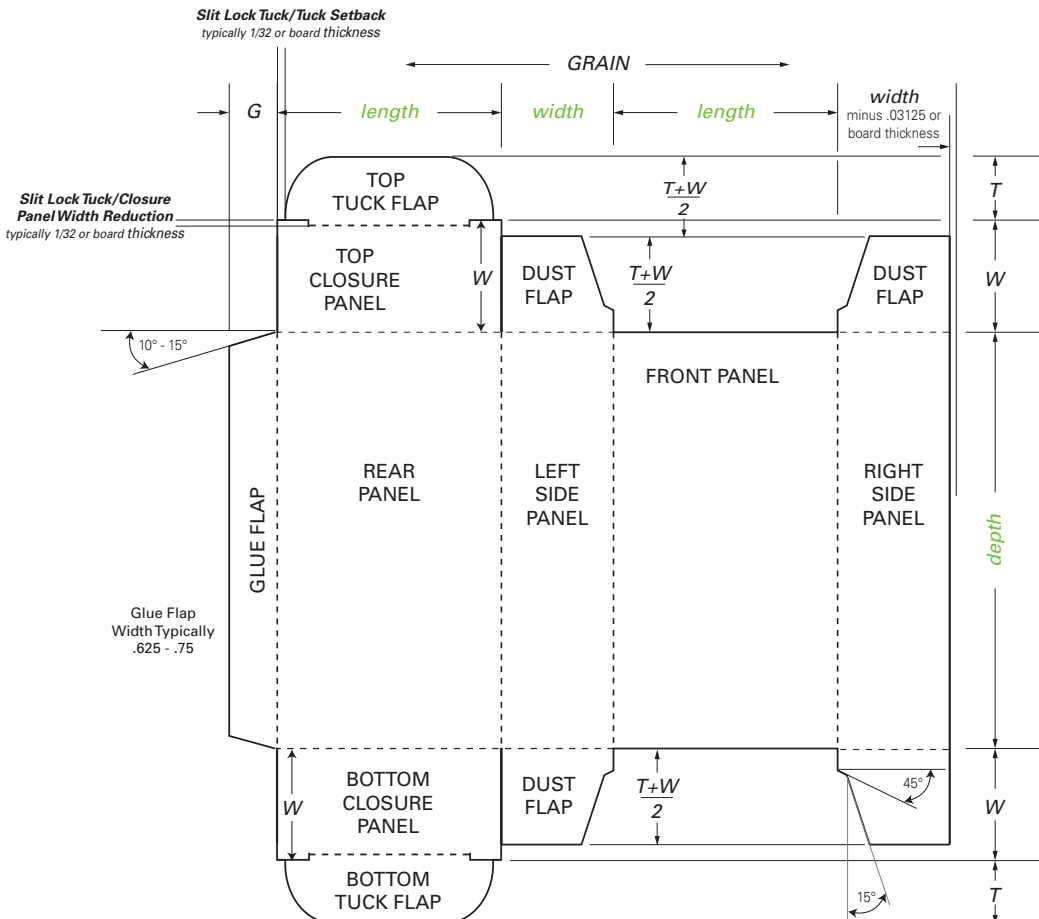 Slit Lock Tuck/Tuck Setback
typically 1/32 or board thickness
GRAIN
G
length
width
length
width
minus .03125 or
board thickness
Slit Lock Tuck/Closure
Panel Width Reduction
typically 1/32 or board thickness
TOP
TUCK FLAP
T+W
2
T
TOP
CLOSURE
PANEL
W
DUST
FLAP
T+W
2
DUST
FLAP
W
10° - 15°
FRONT PANEL
GLUE FLAP
REAR
PANEL
LEFT
SIDE
PANEL
RIGHT
SIDE
PANEL
depth
Glue Flap
Width Typically
.625 - .75
W
BOTTOM
CLOSURE
PANEL
DUST
FLAP
T+W
2
45°
W
BOTTOM
TUCK FLAP
15°
T